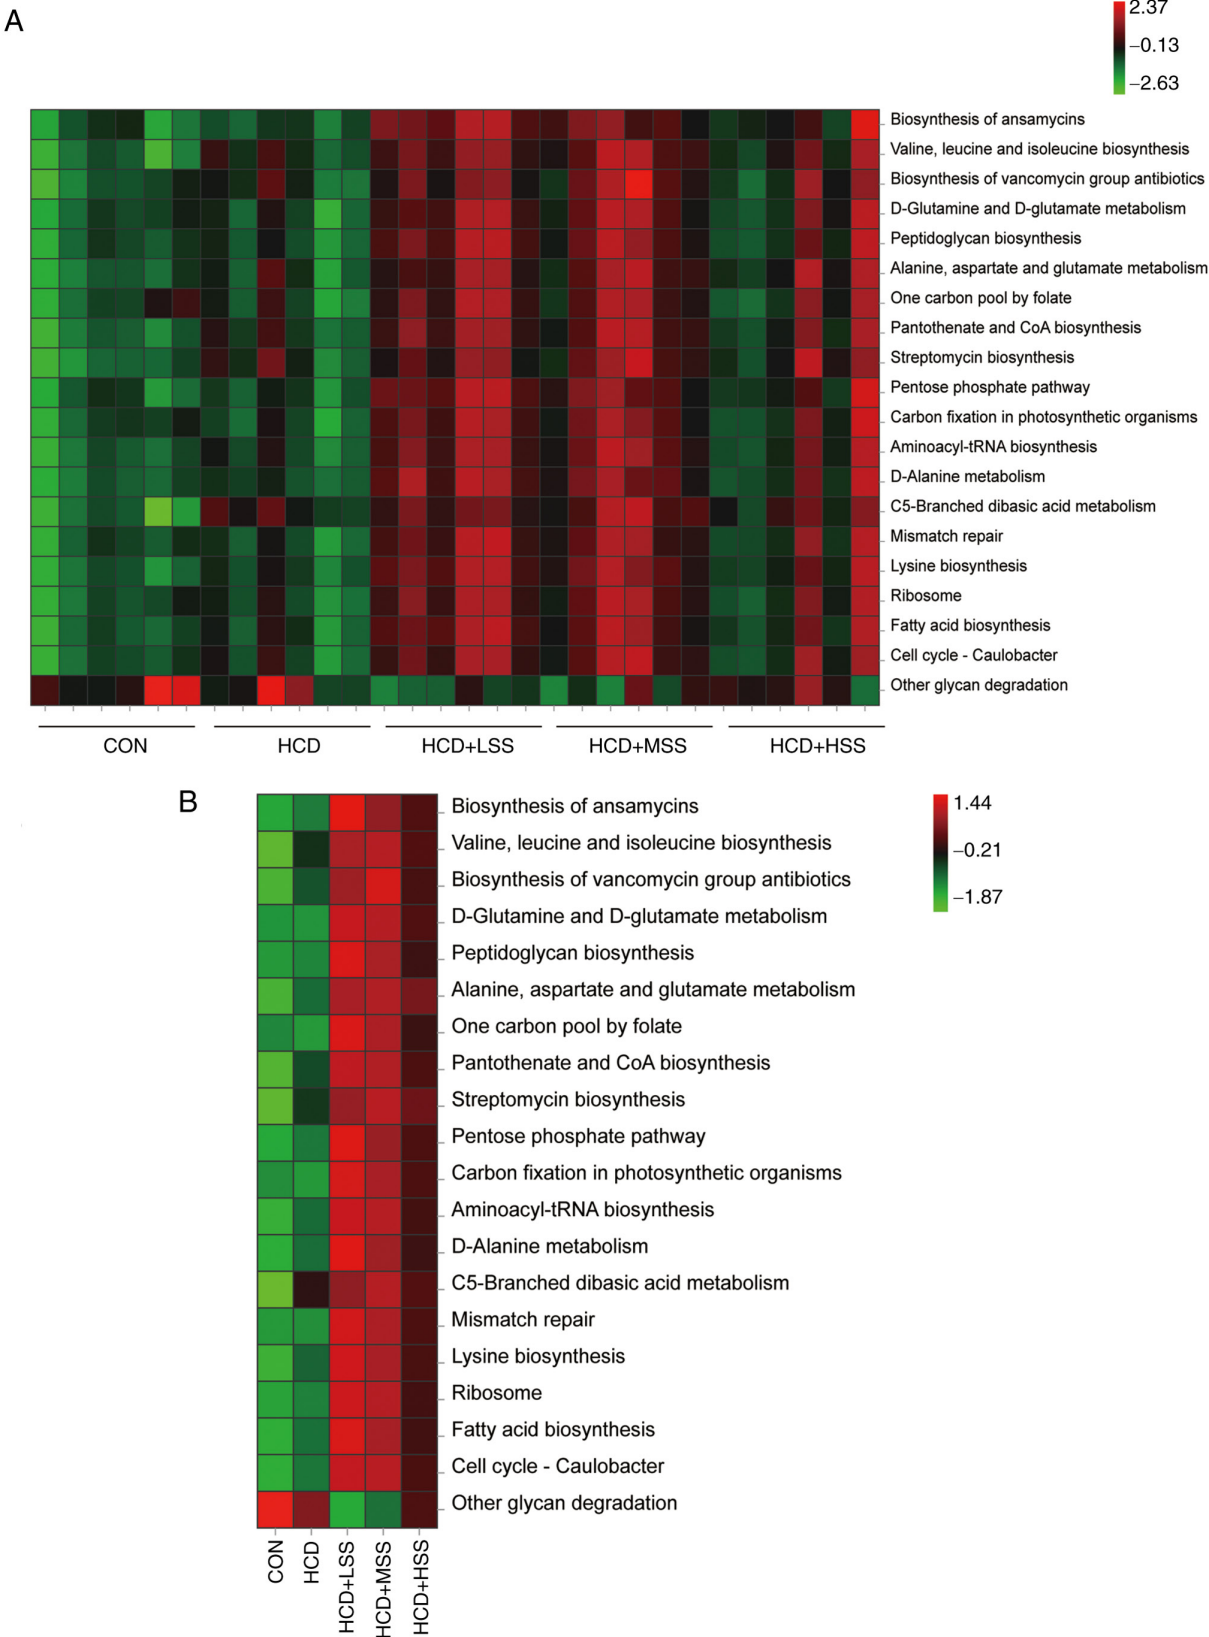 A
2.37
−0.13
−2.63
Biosynthesis of ansamycins
Valine, leucine and isoleucine biosynthesis
Biosynthesis of vancomycin group antibiotics
D-Glutamine and D-glutamate metabolism
Peptidoglycan biosynthesis
Alanine, aspartate and glutamate metabolism
One carbon pool by folate
Pantothenate and CoA biosynthesis
Streptomycin biosynthesis
Pentose phosphate pathway
Carbon fixation in photosynthetic organisms
Aminoacyl-tRNA biosynthesis
D-Alanine metabolism
C5-Branched dibasic acid metabolism
Mismatch repair
Lysine biosynthesis
Ribosome
Fatty acid biosynthesis
Cell cycle - Caulobacter
Other glycan degradation
CON HCD HCD+LSS HCD+MSS HCD+HSS
B
1.44
−0.21
−1.87
Biosynthesis of ansamycins
Valine, leucine and isoleucine biosynthesis
Biosynthesis of vancomycin group antibiotics
D-Glutamine and D-glutamate metabolism
Peptidoglycan biosynthesis
Alanine, aspartate and glutamate metabolism
One carbon pool by folate
Pantothenate and CoA biosynthesis
Streptomycin biosynthesis
Pentose phosphate pathway
Carbon fixation in photosynthetic organisms
Aminoacyl-tRNA biosynthesis
D-Alanine metabolism
C5-Branched dibasic acid metabolism
Mismatch repair
Lysine biosynthesis
Ribosome
Fatty acid biosynthesis
Cell cycle - Caulobacter
Other glycan degradation
CON
HCD
HCD+LSS
HCD+MSS
HCD+HSS